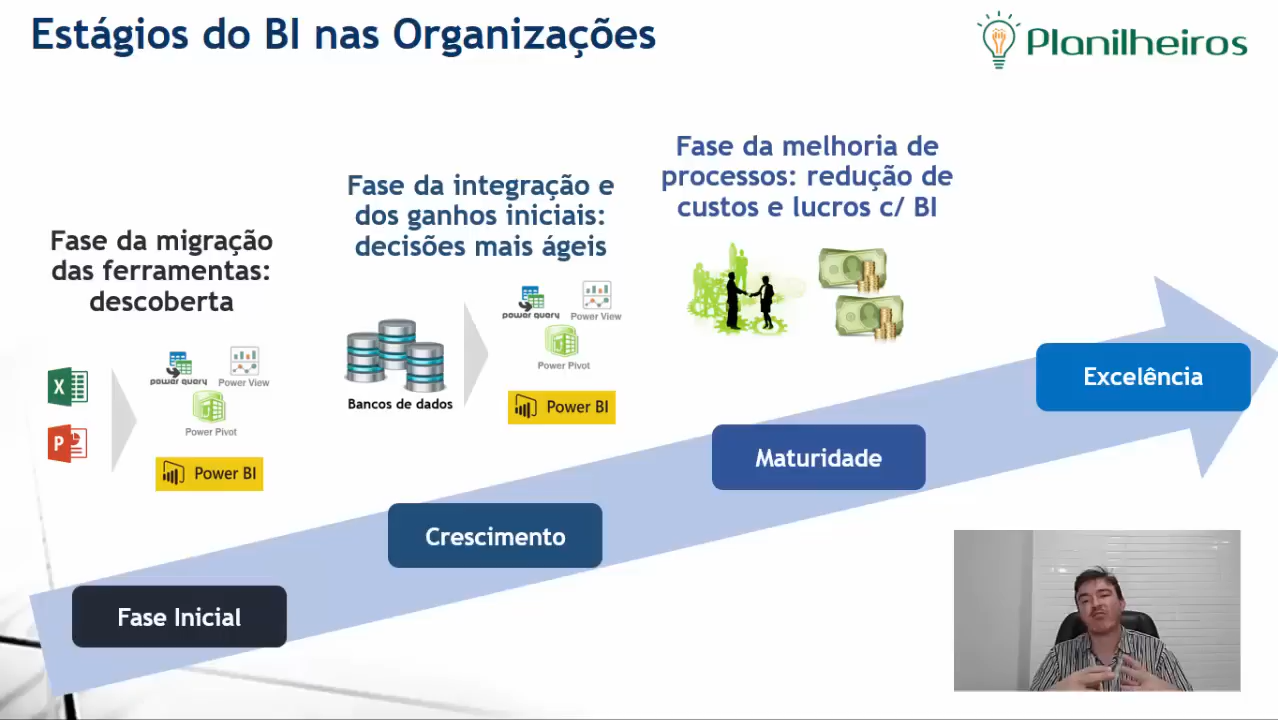 Estágios do BI nas Organizações
Planilheiros
Fase da melhoria de
processos: redução de
custos e lucros c/ BI
Fase da integração e
dos ganhos iniciais:
decisões mais ágeis
Fase da migração
das ferramentas:
descoberta
power query
Power View
Power Pivot
Power BI
Bancos de dados
X
P
power query
Power View
Power Pivot
Power BI
Excelência
Maturidade
Crescimento
Fase Inicial